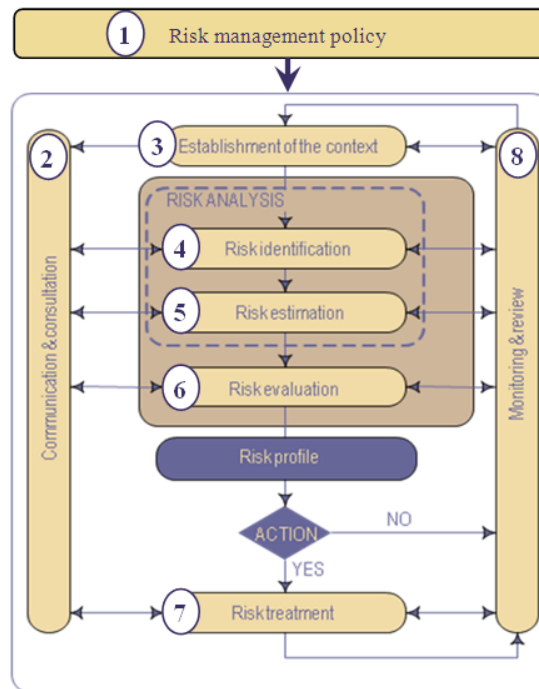 1 Risk management policy
2
Communication & consultation
3 Establishment of the context
8
Monitoring & review
RISK ANALYSIS
4 Risk identification
5 Risk estimation
6 Risk evaluation
Risk profile
ACTION
NO
YES
7 Risk treatment